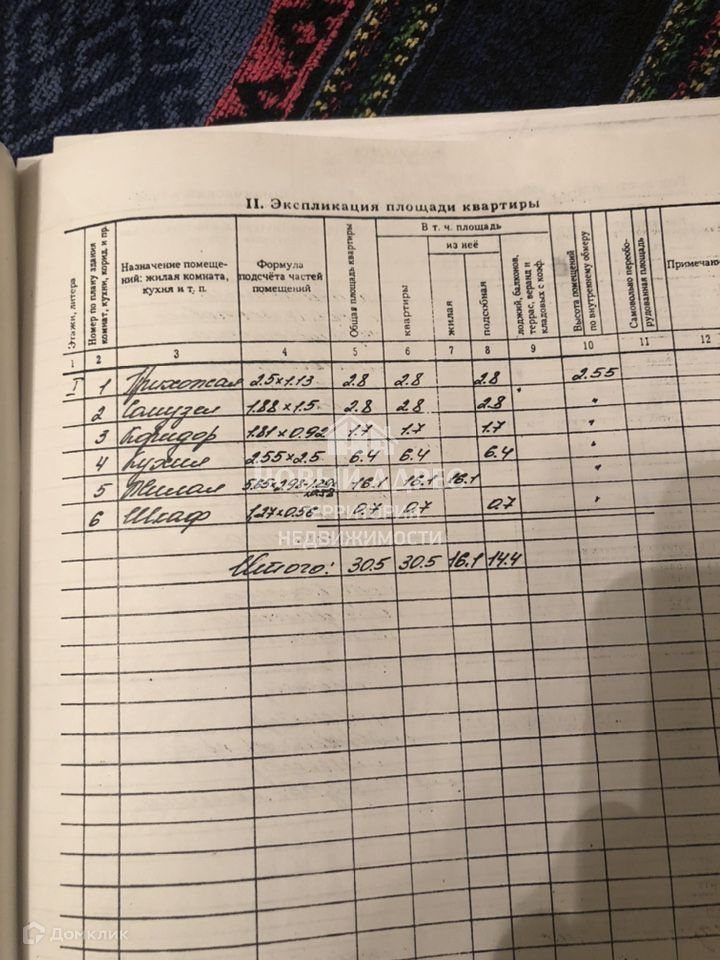 II. Экспликация площади квартиры
Этажи, литера
Номер по плану здания комнат, кухни, корид. и пр.
Назначение помеще-
ний: жилая комната,
кухня и т. п.
Формула
подсчёта частей
помещений
Общая площадь квартиры
В т. ч. площадь
из неё
квартиры
жилая
подсобная
лоджий, балконов, террас, веранд и кладовых с коэф.
Высота помещений по внутреннему обмеру
Самовольно переобо-
рудованная площадь
Примечани
1 2 3 4 5 6 7 8 9 10 11 12
I 1 Прихожая 2.5×1.13 2.8 2.8 2.8 2.55
2 Санузел 1.88×1.5 2.8 2.8 2.8 "
3 Коридор 1.81×0.92 1.7 1.7 1.7 "
4 Кухня 2.55×2.5 6.4 6.4 6.4 "
5 Жилая 16.1 16.1 16.1 "
6 Шкаф 1,27×0.56 0.7 0.7 0.7 "
Итого: 30.5 30.5 16.1 14.4
ТЕРРИТОРИЯ
НЕДВИЖИМОСТИ
Домклик